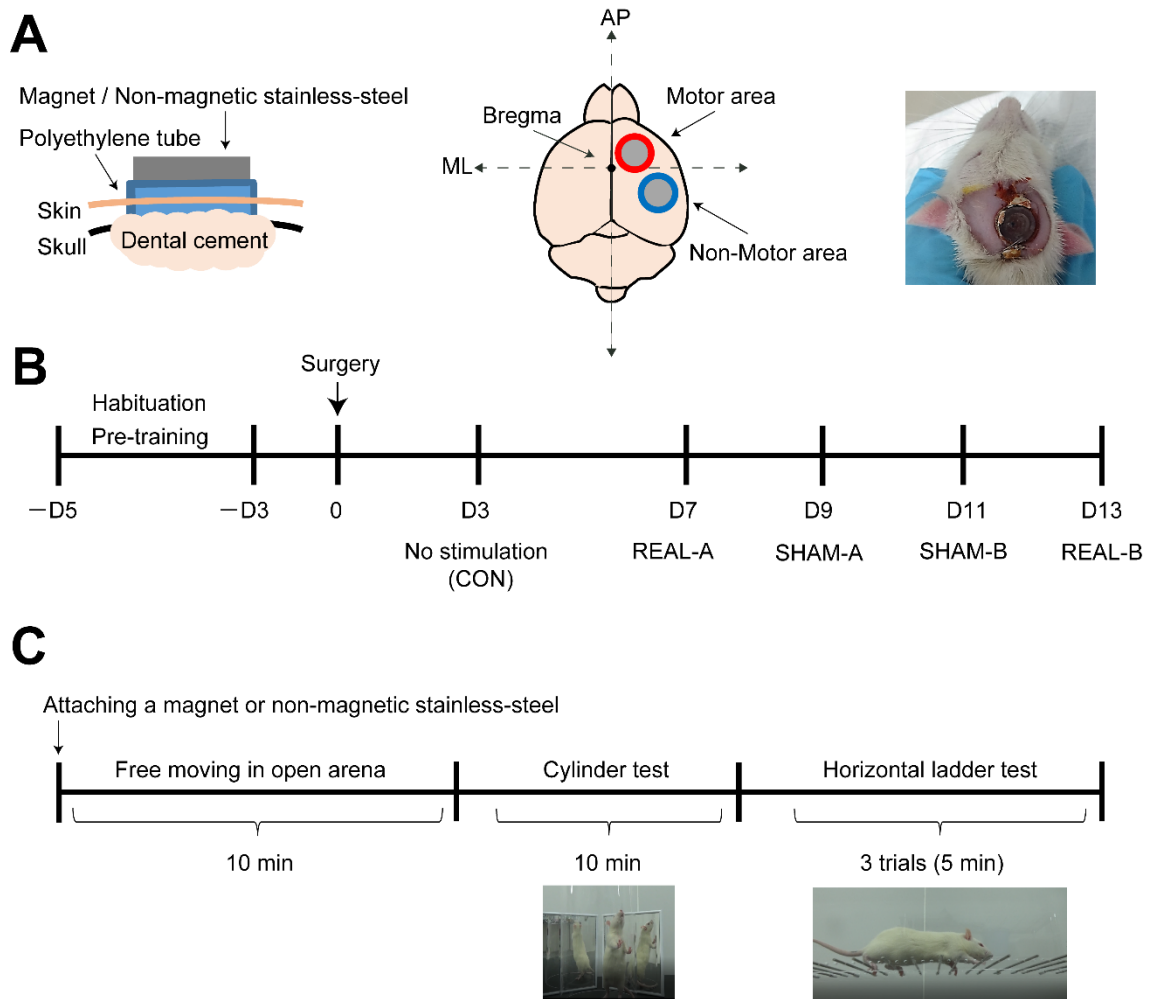 A
AP
Magnet / Non-magnetic stainless-steel
Motor area
Bregma
Polyethylene tube
ML
Skin
Skull
Dental cement
Non-Motor area
B
Surgery
Habituation
Pre-training
－D5
－D3
0
D3
D7
D9
D11
D13
No stimulation
(CON)
REAL-A
SHAM-A
SHAM-B
REAL-B
C
Attaching a magnet or non-magnetic stainless-steel
Free moving in open arena
Cylinder test
Horizontal ladder test
10 min
10 min
3 trials (5 min)